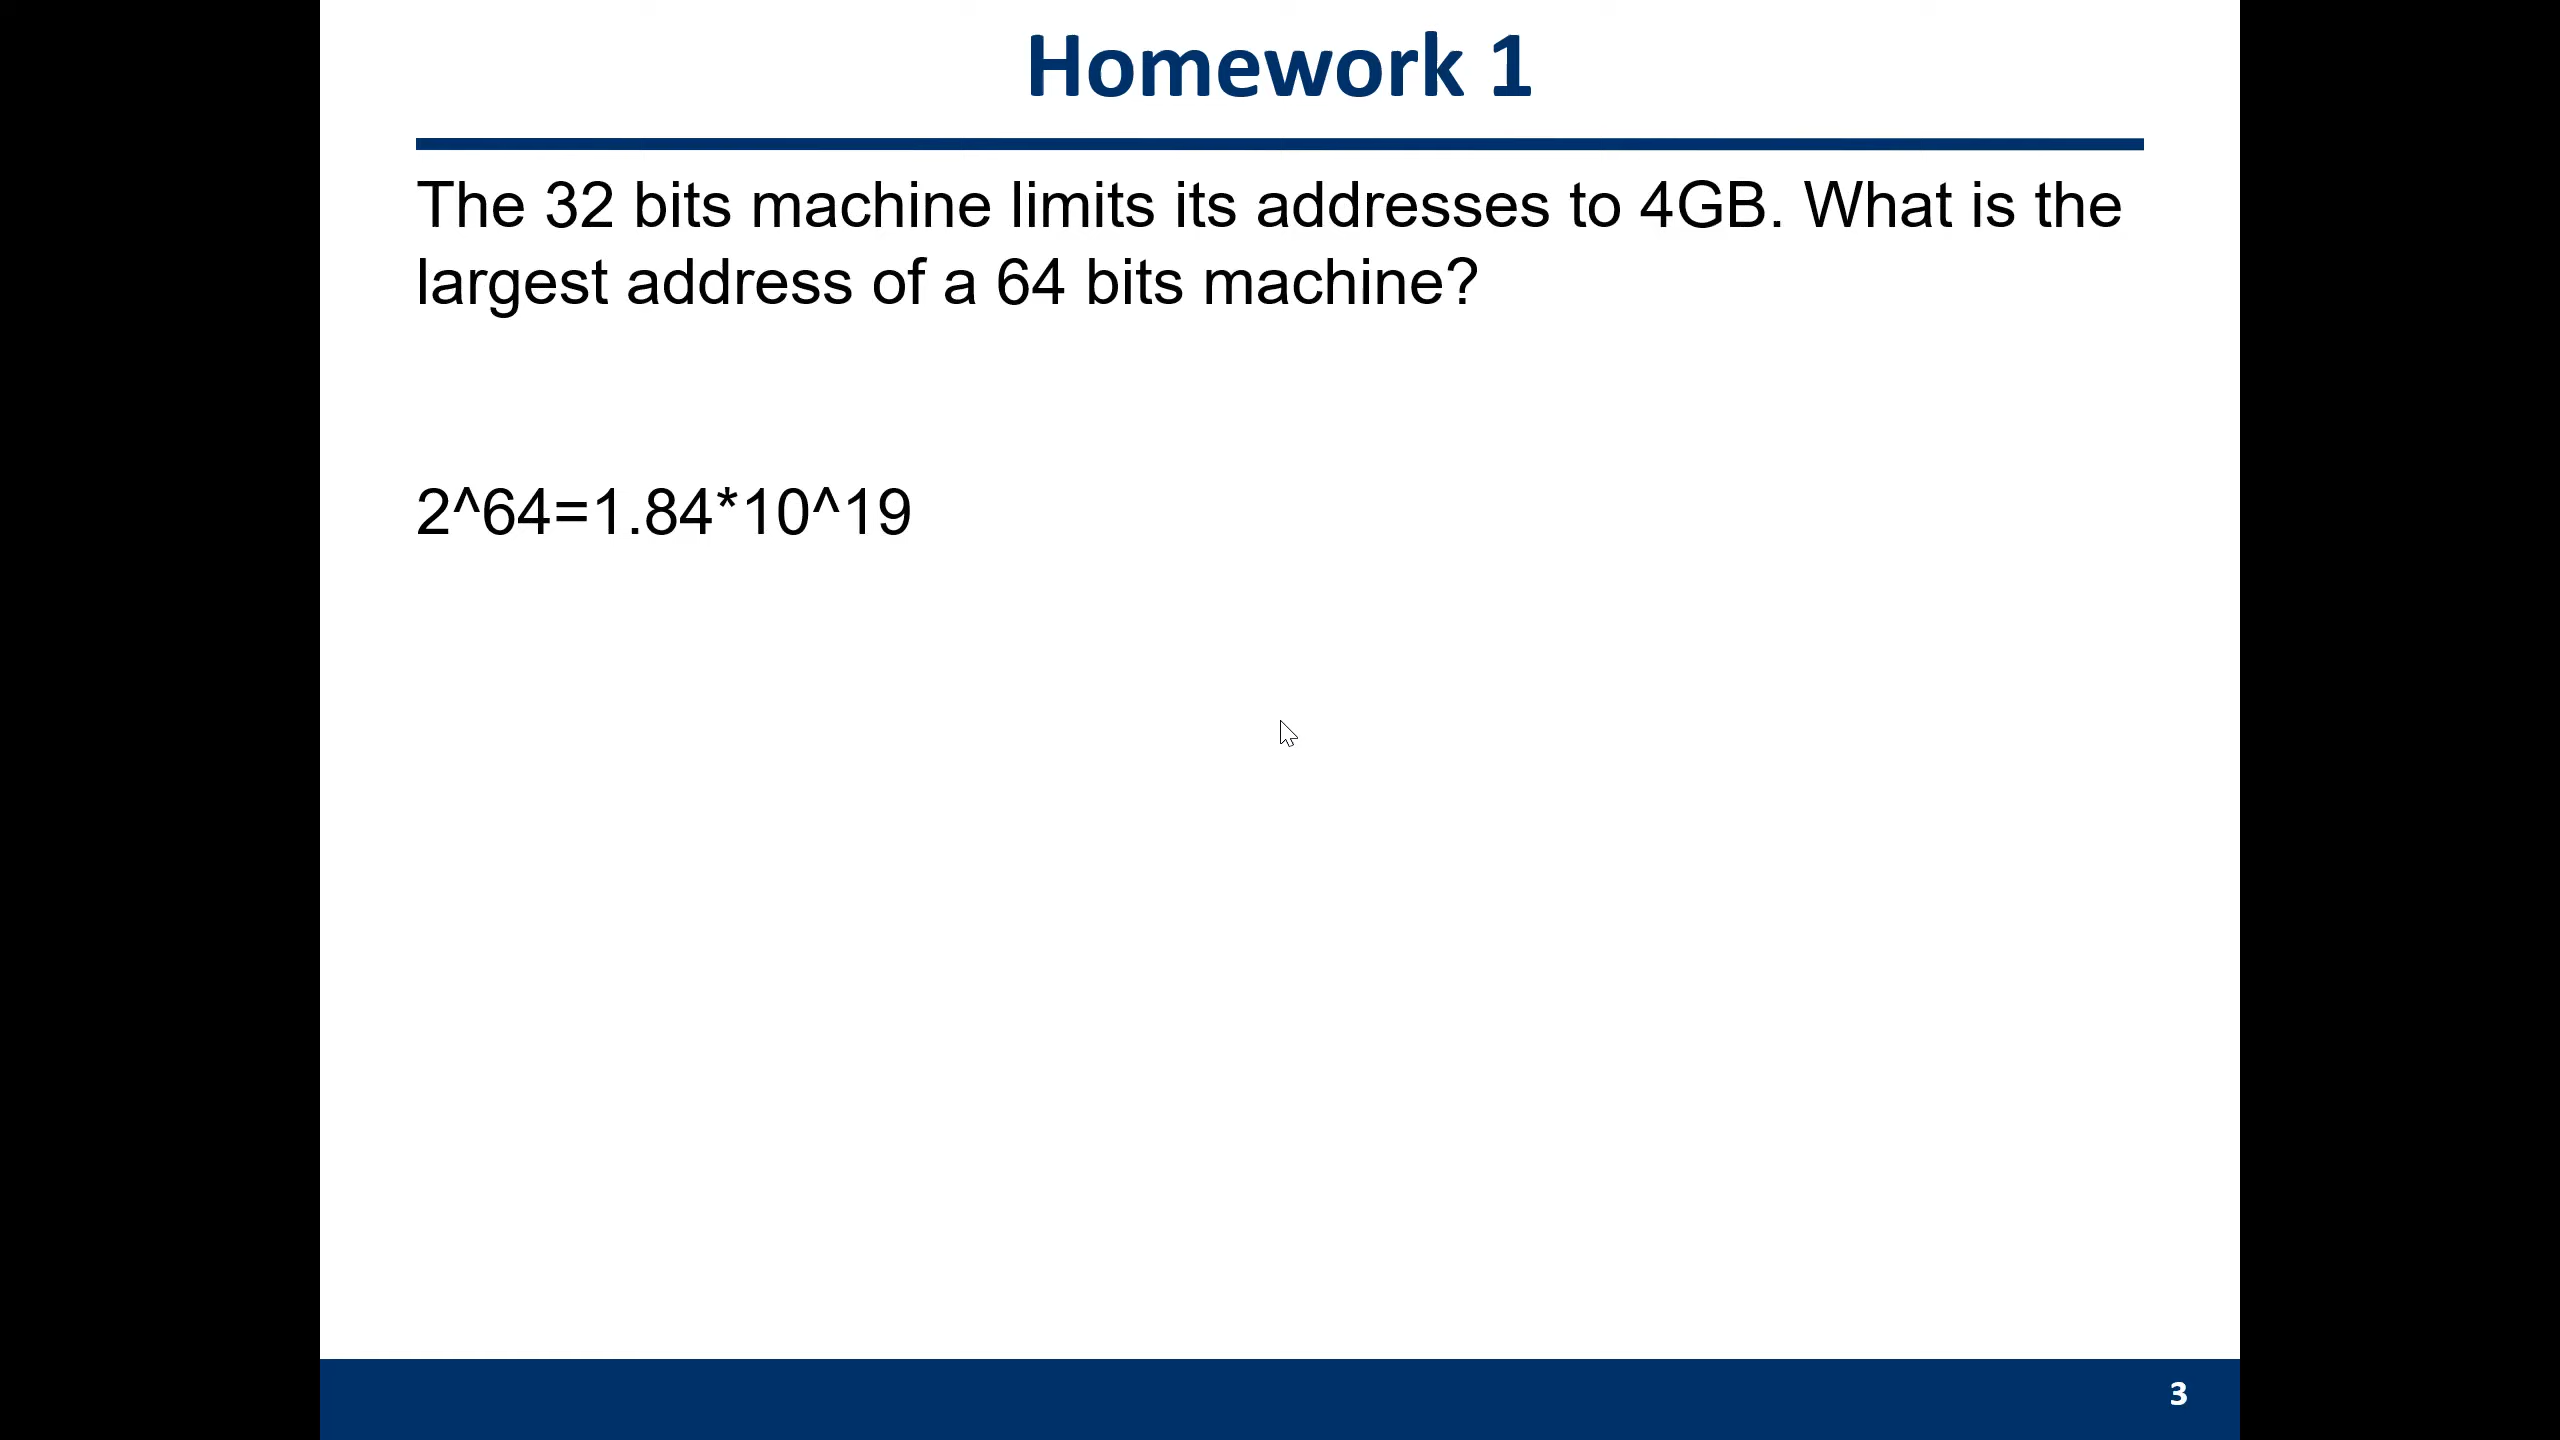 Homework 1
The 32 bits machine limits its addresses to 4GB. What is the
largest address of a 64 bits machine?
2^64=1.84*10^19
3